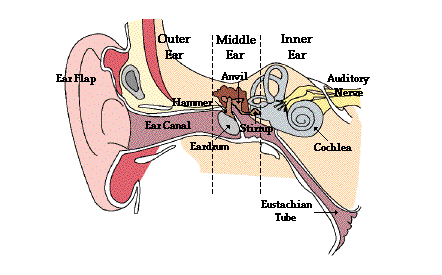 Outer
Ear
Middle
Ear
Inner
Ear
Ear Flap
Anvil
Auditory
Nerve
Hammer
Ear Canal
Stirrup
Eardrum
Cochlea
Eustachian
Tube